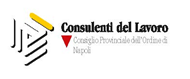 Consulenti del Lavoro
Consiglio Provinciale dell'Ordine di
Napoli